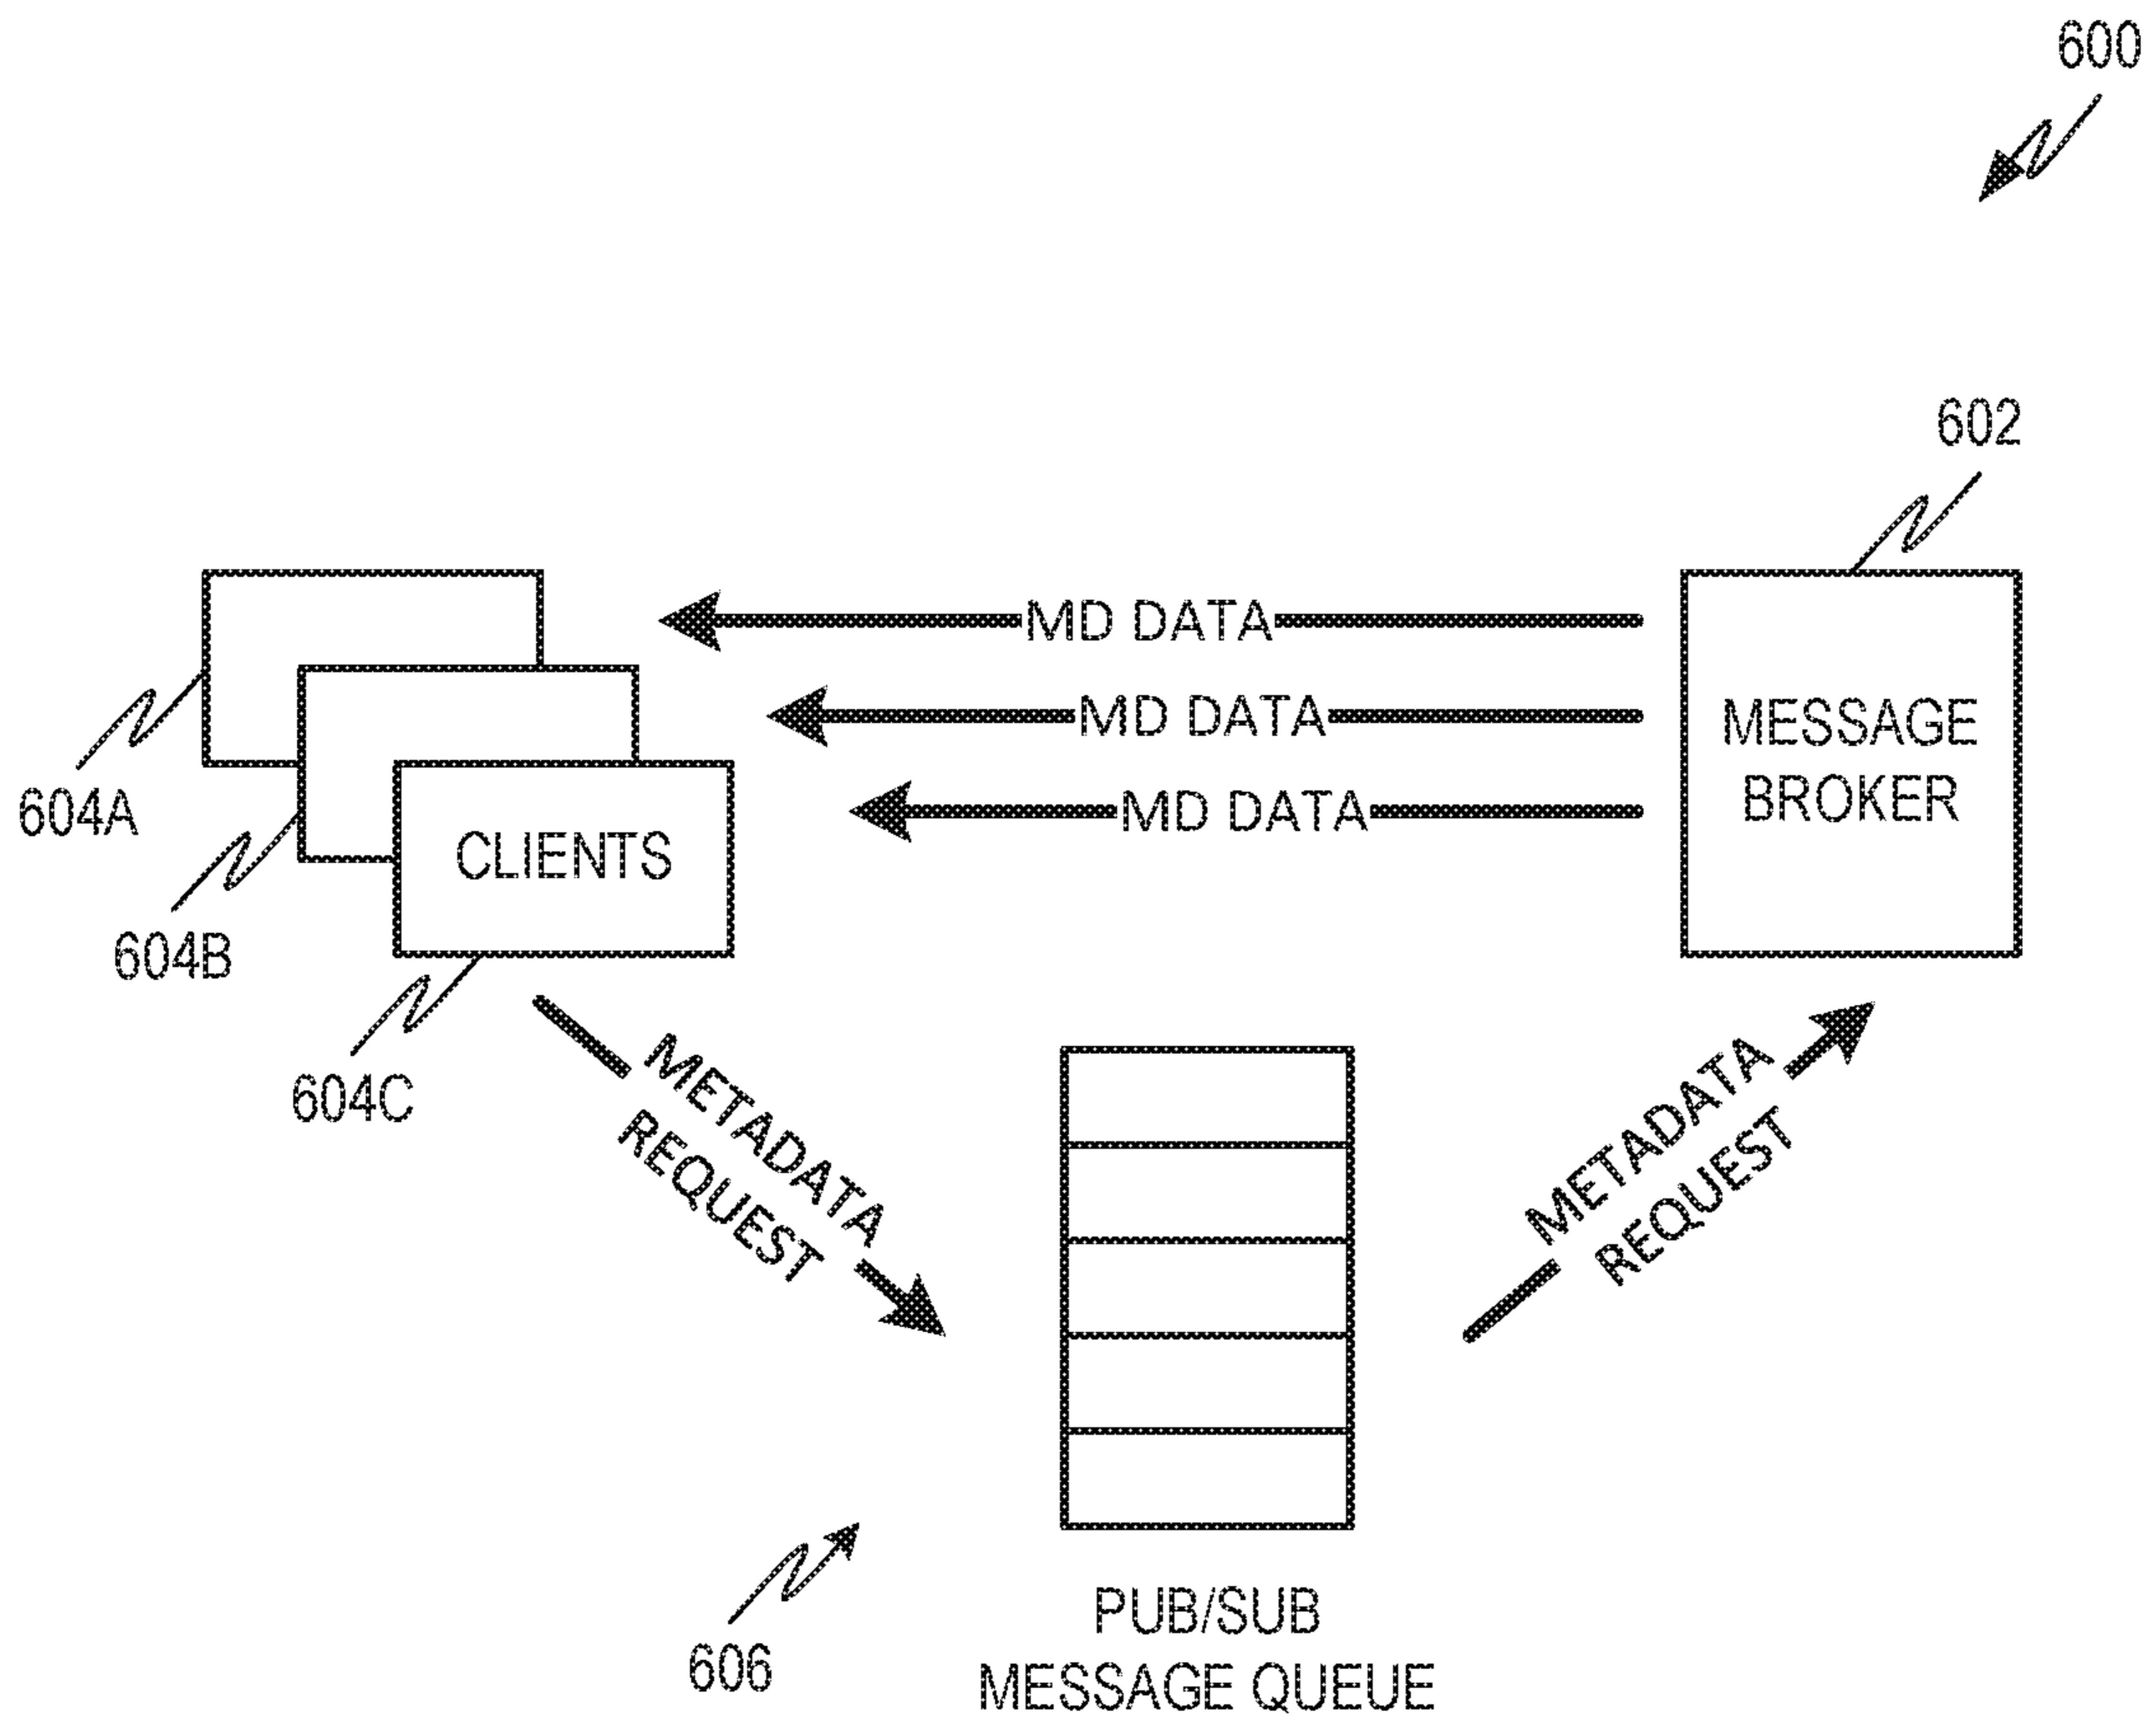 600
602
MD DATA
MD DATA
MESSAGE
BROKER
MD DATA
604A
CLIENTS
604B
604C
METADATA
REQUEST
METADATA
REQUEST
606
PUB/SUB
MESSAGE QUEUE